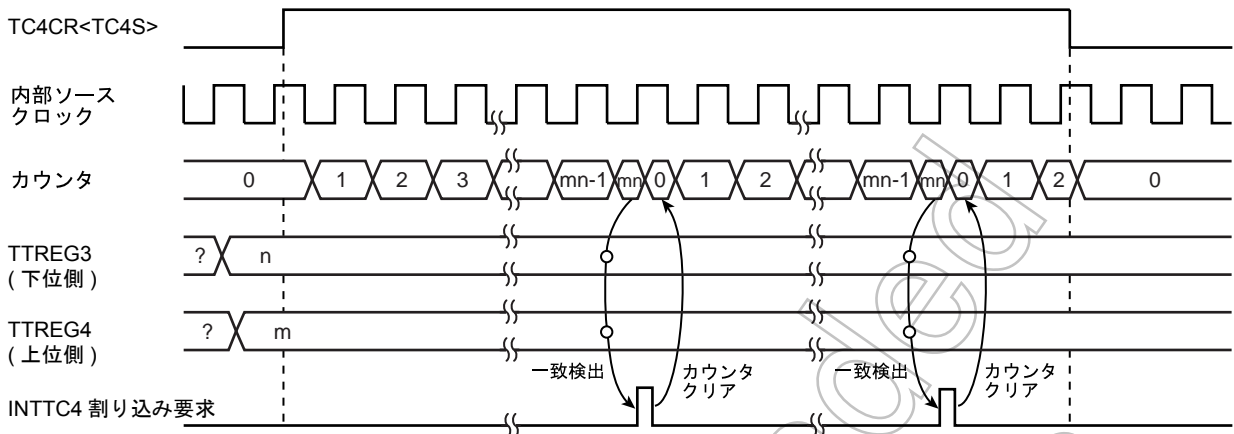 TC4CR<TC4S>
内部ソース
クロック
カウンタ
0 1 2 3 mn-1 mn 0 1 2 mn-1 mn 0 1 2 0
TTREG3
( 下位側 )
? n
TTREG4
( 上位側 )
? m
一致検出
カウンタ
クリア
一致検出
カウンタ
クリア
INTTC4 割り込み要求